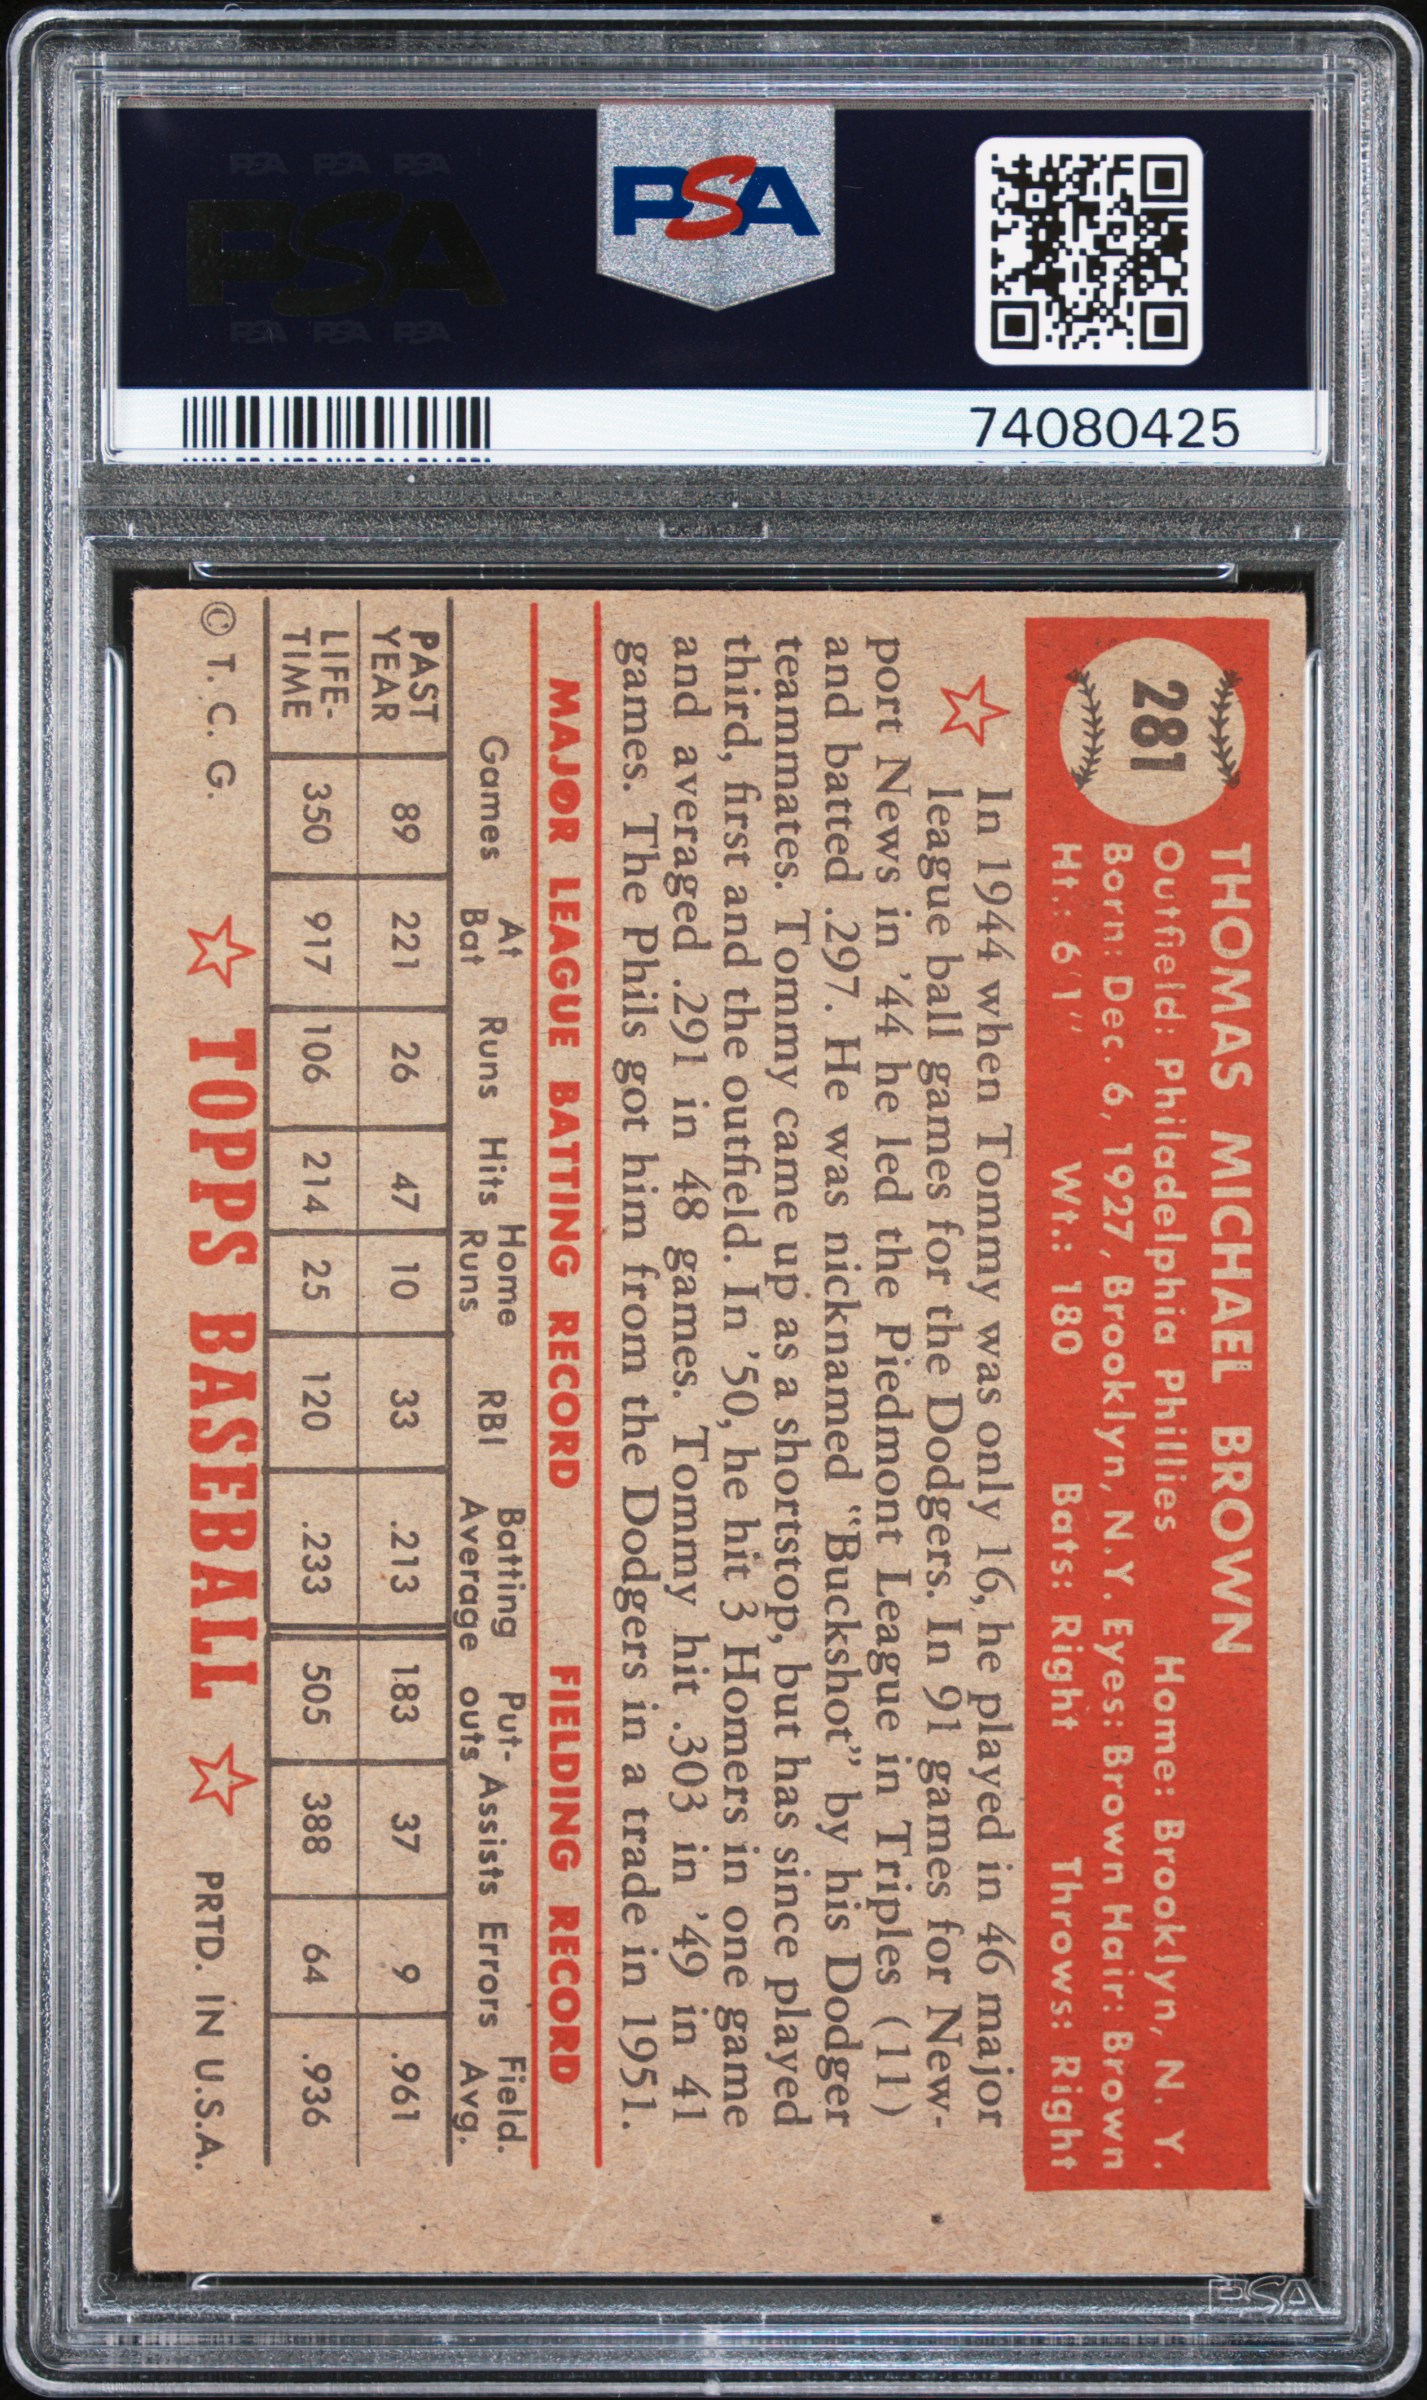 PSA PSA PSA
PSA
PSA PSA PSA
PSA
74080425
281
THOMAS MICHAEL BROWN
Outfield: Philadelphia Phillies Home: Brooklyn, N. Y.
Born: Dec. 6, 1927, Brooklyn, N.Y. Eyes: Brown Hair: Brown
Ht.: 6'1" Wt.: 180 Bats: Right Throws: Right
In 1944 when Tommy was only 16, he played in 46 major
league ball games for the Dodgers. In 91 games for New-
port News in '44 he led the Piedmont League in Triples (11)
and batted .297. He was nicknamed "Buckshot" by his Dodger
teammates. Tommy came up as a shortstop, but has since played
third, first and the outfield. In '50, he hit 3 Homers in one game
and averaged .291 in 48 games. Tommy hit .303 in '49 in 41
games. The Phils got him from the Dodgers in a trade in 1951.
MAJOR LEAGUE BATTING RECORD FIELDING RECORD
Games At Bat Runs Hits Home Runs RBI Batting Average Put-outs Assists Errors Field. Avg.
PAST YEAR 89 221 26 47 10 33 .213 183 37 9 .961
LIFE-TIME 350 917 106 214 25 120 .233 505 388 64 .936
© T. C. G. ☆ TOPPS BASEBALL ☆ PRTD. IN U.S.A.
PSA